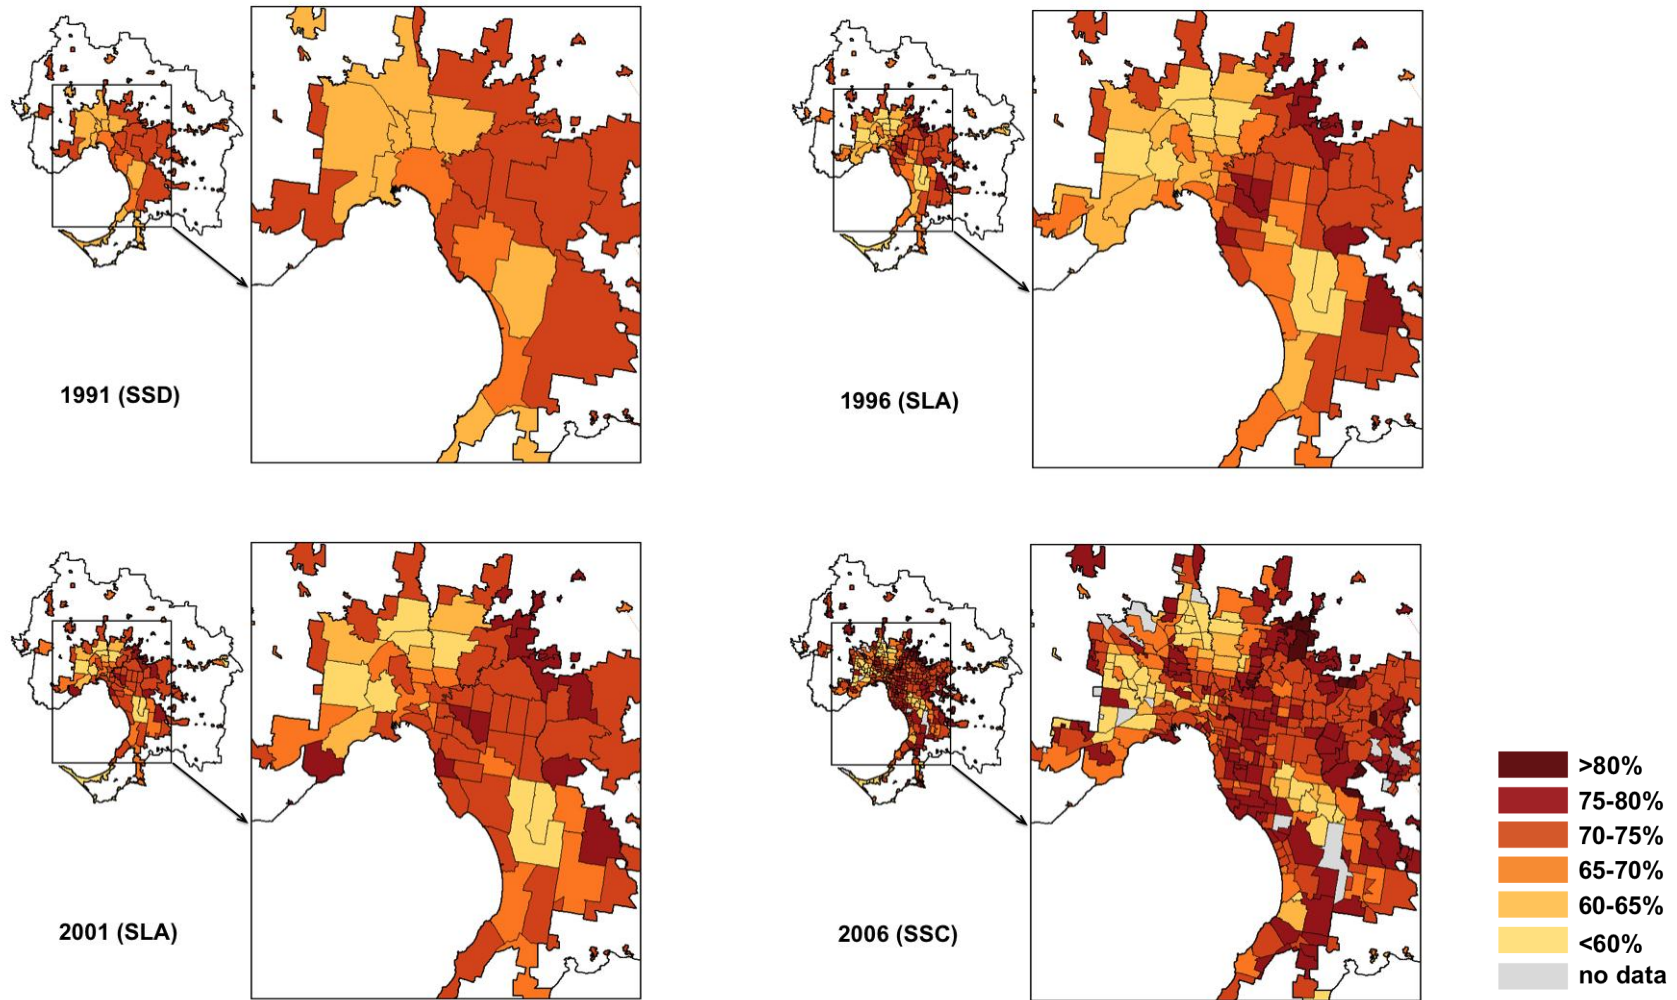 1991 (SSD)
1996 (SLA)
2001 (SLA)
2006 (SSC)
>80%
75-80%
70-75%
65-70%
60-65%
<60%
no data